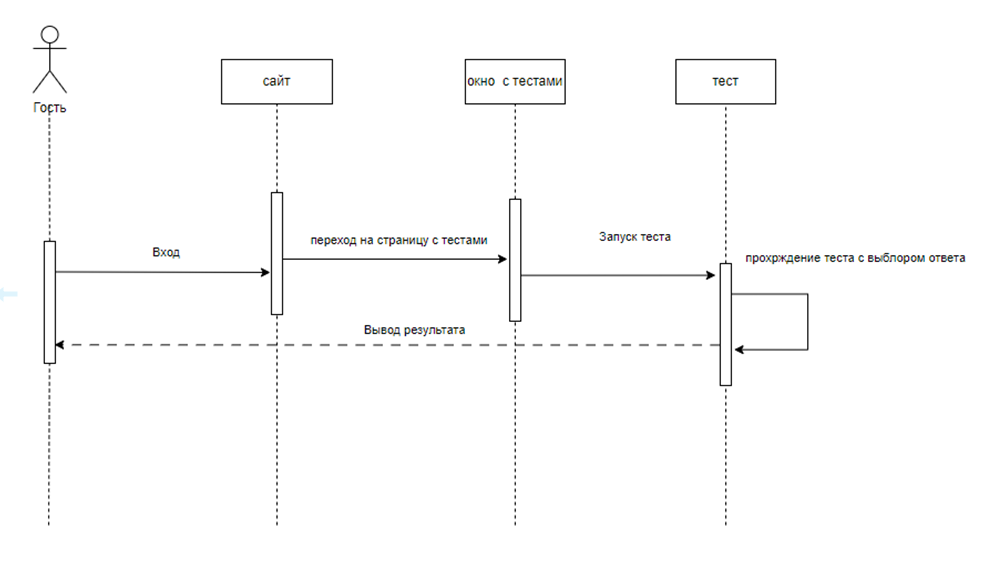 Гость
сайт
окно с тестами
тест
Вход
переход на страницу с тестами
Запуск теста
прохрждение теста с выблором ответа
Вывод результата